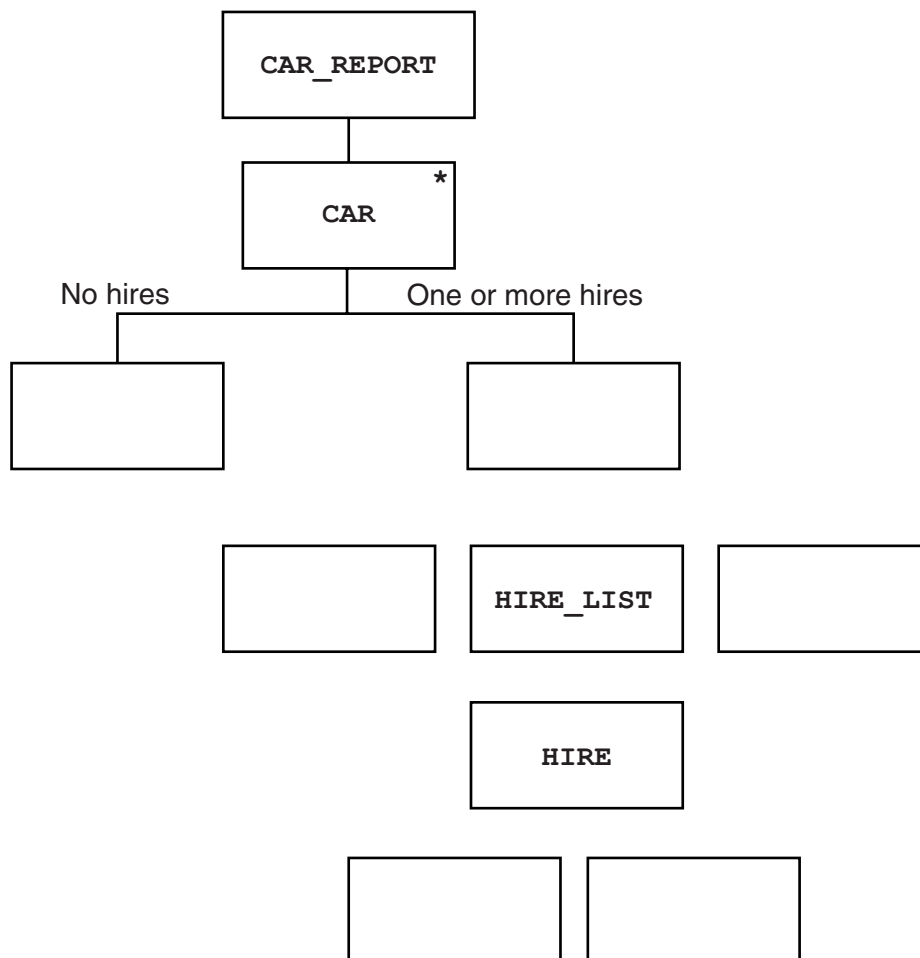 CAR_REPORT
*
CAR
No hires
One or more hires
HIRE_LIST
HIRE